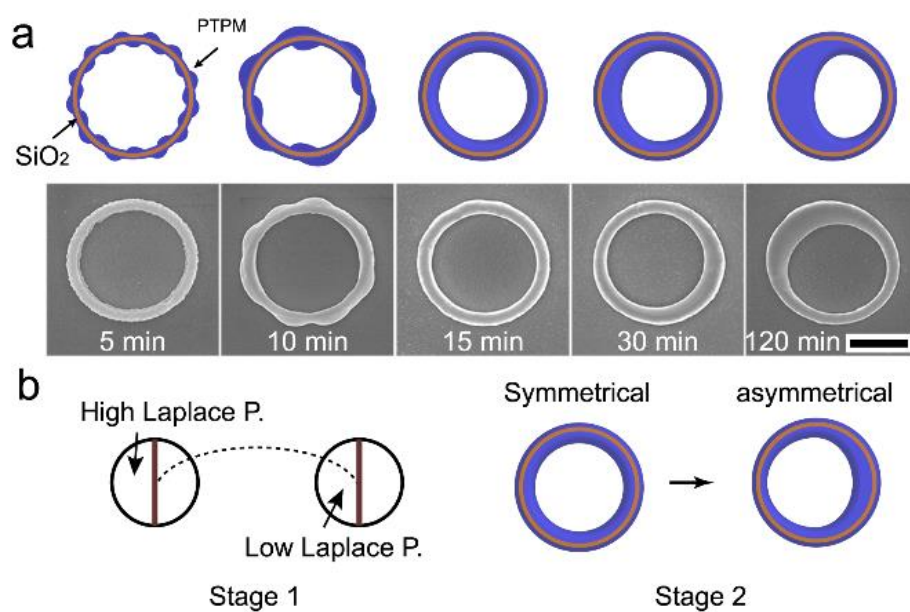 a
PTPM
SiO₂
5 min
10 min
15 min
30 min
120 min
b
High Laplace P.
Low Laplace P.
Stage 1
Symmetrical
asymmetrical
Stage 2